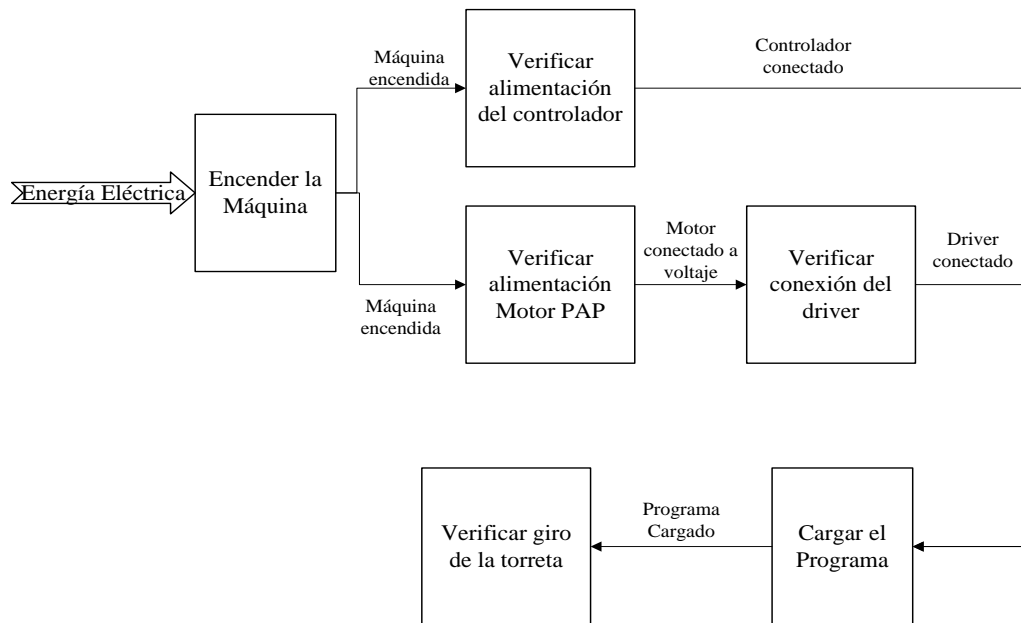 Máquina
encendida
Verificar
alimentación
del controlador
Controlador
conectado
Energía Eléctrica
Encender la
Máquina
Máquina
encendida
Verificar
alimentación
Motor PAP
Motor
conectado a
voltaje
Verificar
conexión del
driver
Driver
conectado
Verificar giro
de la torreta
Programa
Cargado
Cargar el
Programa